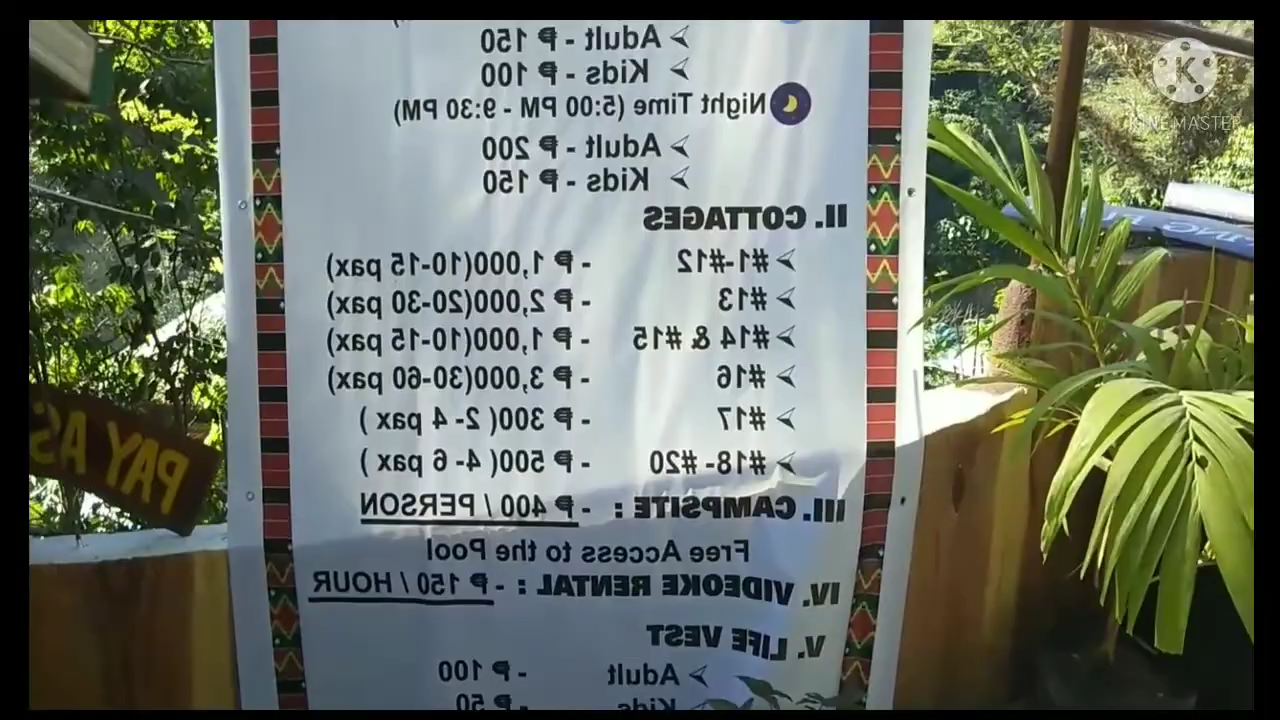 ➢ Adult - ₱ 150
➢ Kids - ₱ 100
Night Time (5:00 PM - 9:30 PM)
➢ Adult - ₱ 200
➢ Kids - ₱ 150
II. COTTAGES
➢ #1-#12 - ₱ 1,000(10-15 pax)
➢ #13 - ₱ 2,000(20-30 pax)
➢ #14 & #15 - ₱ 1,000(10-15 pax)
➢ #16 - ₱ 3,000(30-60 pax)
➢ #17 - ₱ 300( 2-4 pax )
➢ #18-#20 - ₱ 500( 4-6 pax )
III. CAMPSITE : - ₱ 400 / PERSON
Free Access to the Pool
IV. VIDEOKE RENTAL : - ₱ 150 / HOUR
V. LIFE VEST
➢ Adult - ₱ 100
➢ Kids - ₱ 50
PAY AS
K
KINEMASTER